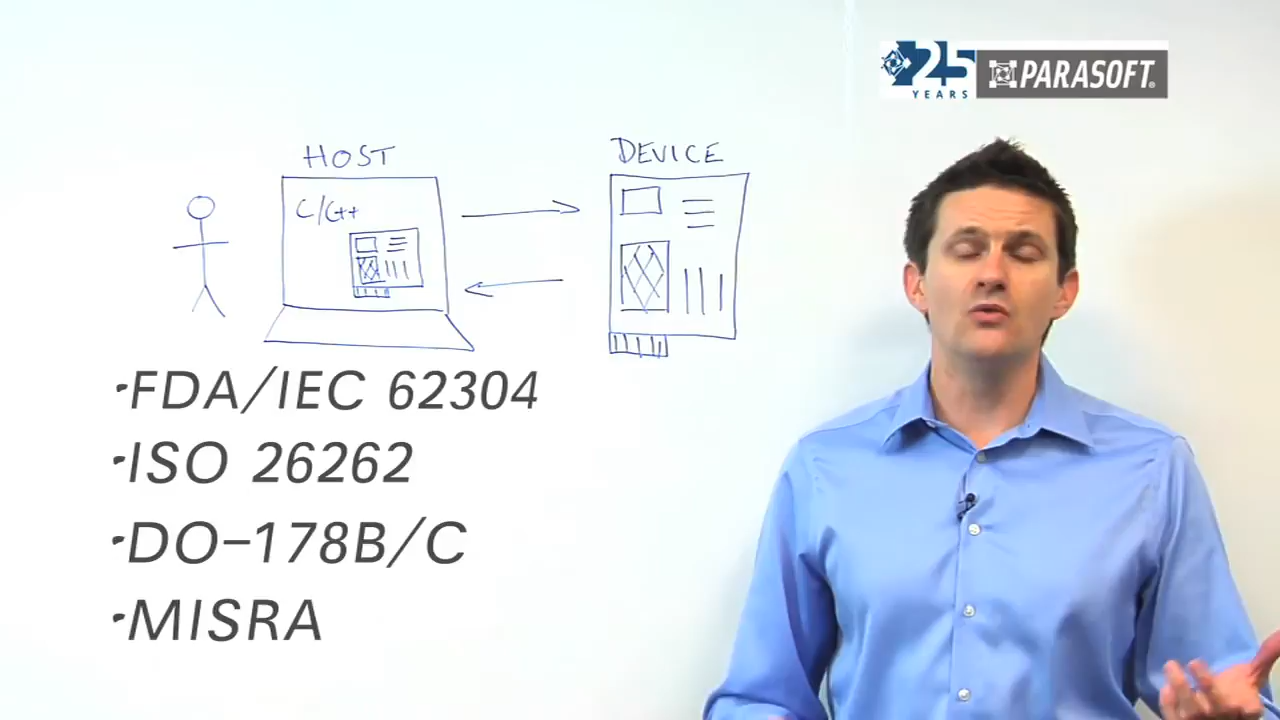 25
YEARS
PARASOFT®
HOST
DEVICE
C/C++
·FDA/IEC 62304
·ISO 26262
·DO-178B/C
·MISRA